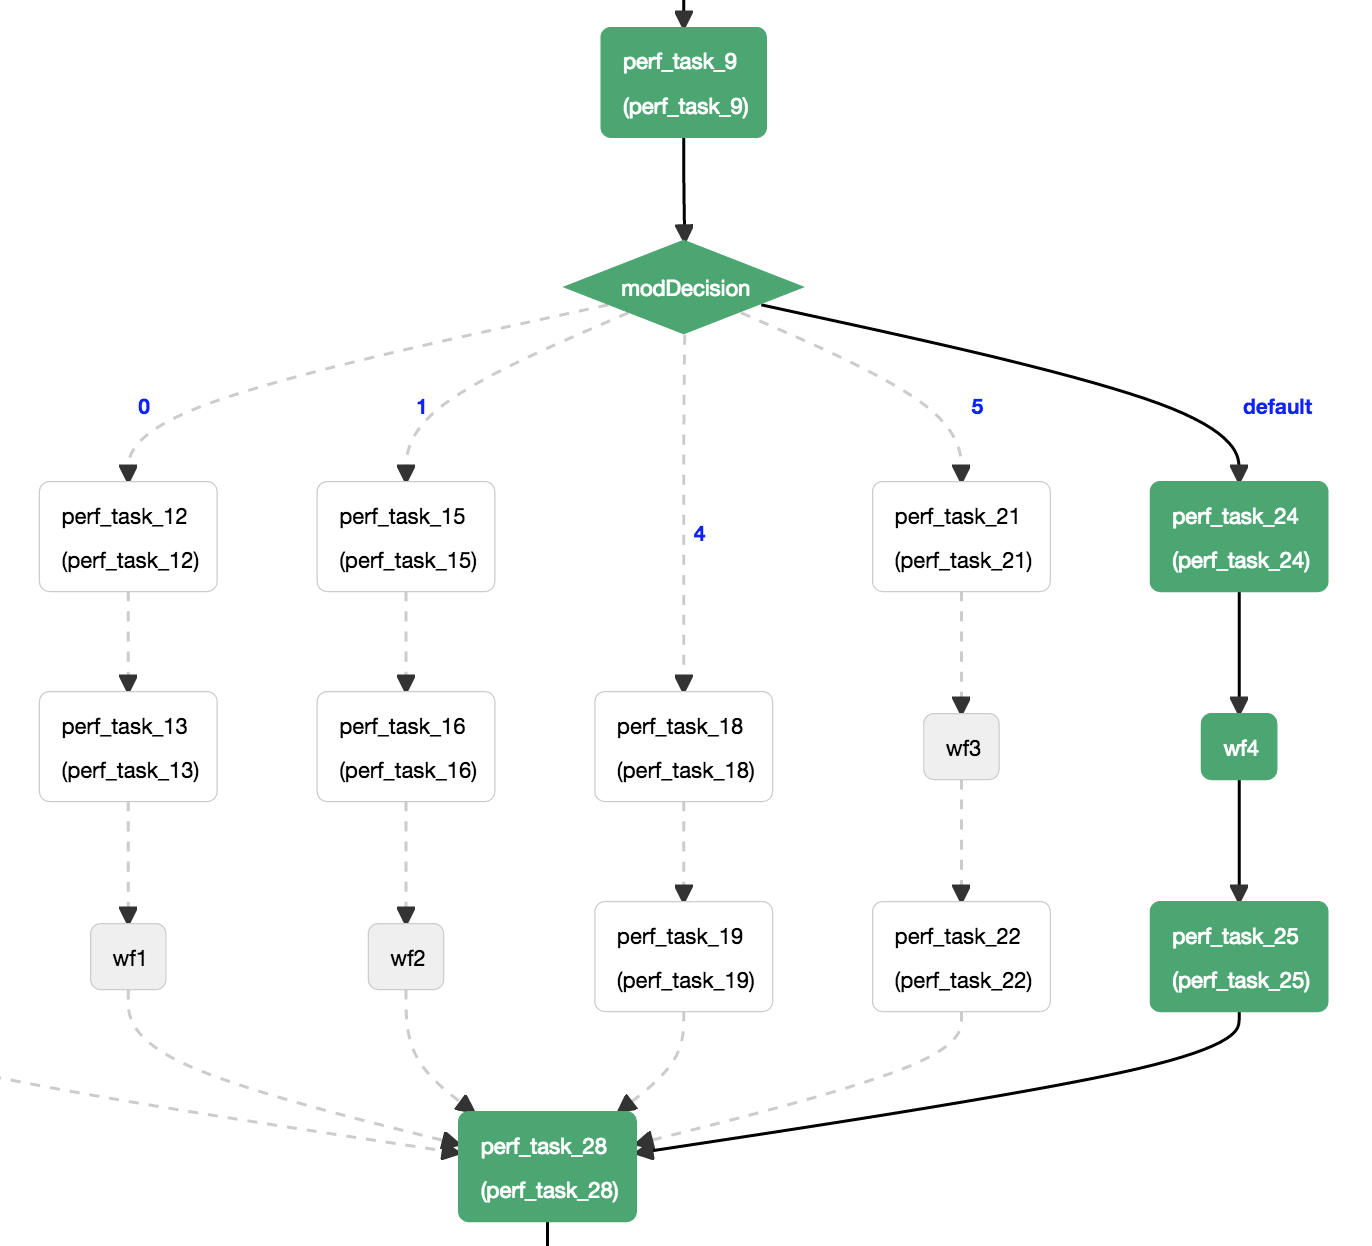 perf_task_9
(perf_task_9)
modDecision
0
1
5
default
4
perf_task_12
(perf_task_12)
perf_task_15
(perf_task_15)
perf_task_21
(perf_task_21)
perf_task_24
(perf_task_24)
perf_task_13
(perf_task_13)
perf_task_16
(perf_task_16)
perf_task_18
(perf_task_18)
wf3
wf4
wf1
wf2
perf_task_19
(perf_task_19)
perf_task_22
(perf_task_22)
perf_task_25
(perf_task_25)
perf_task_28
(perf_task_28)